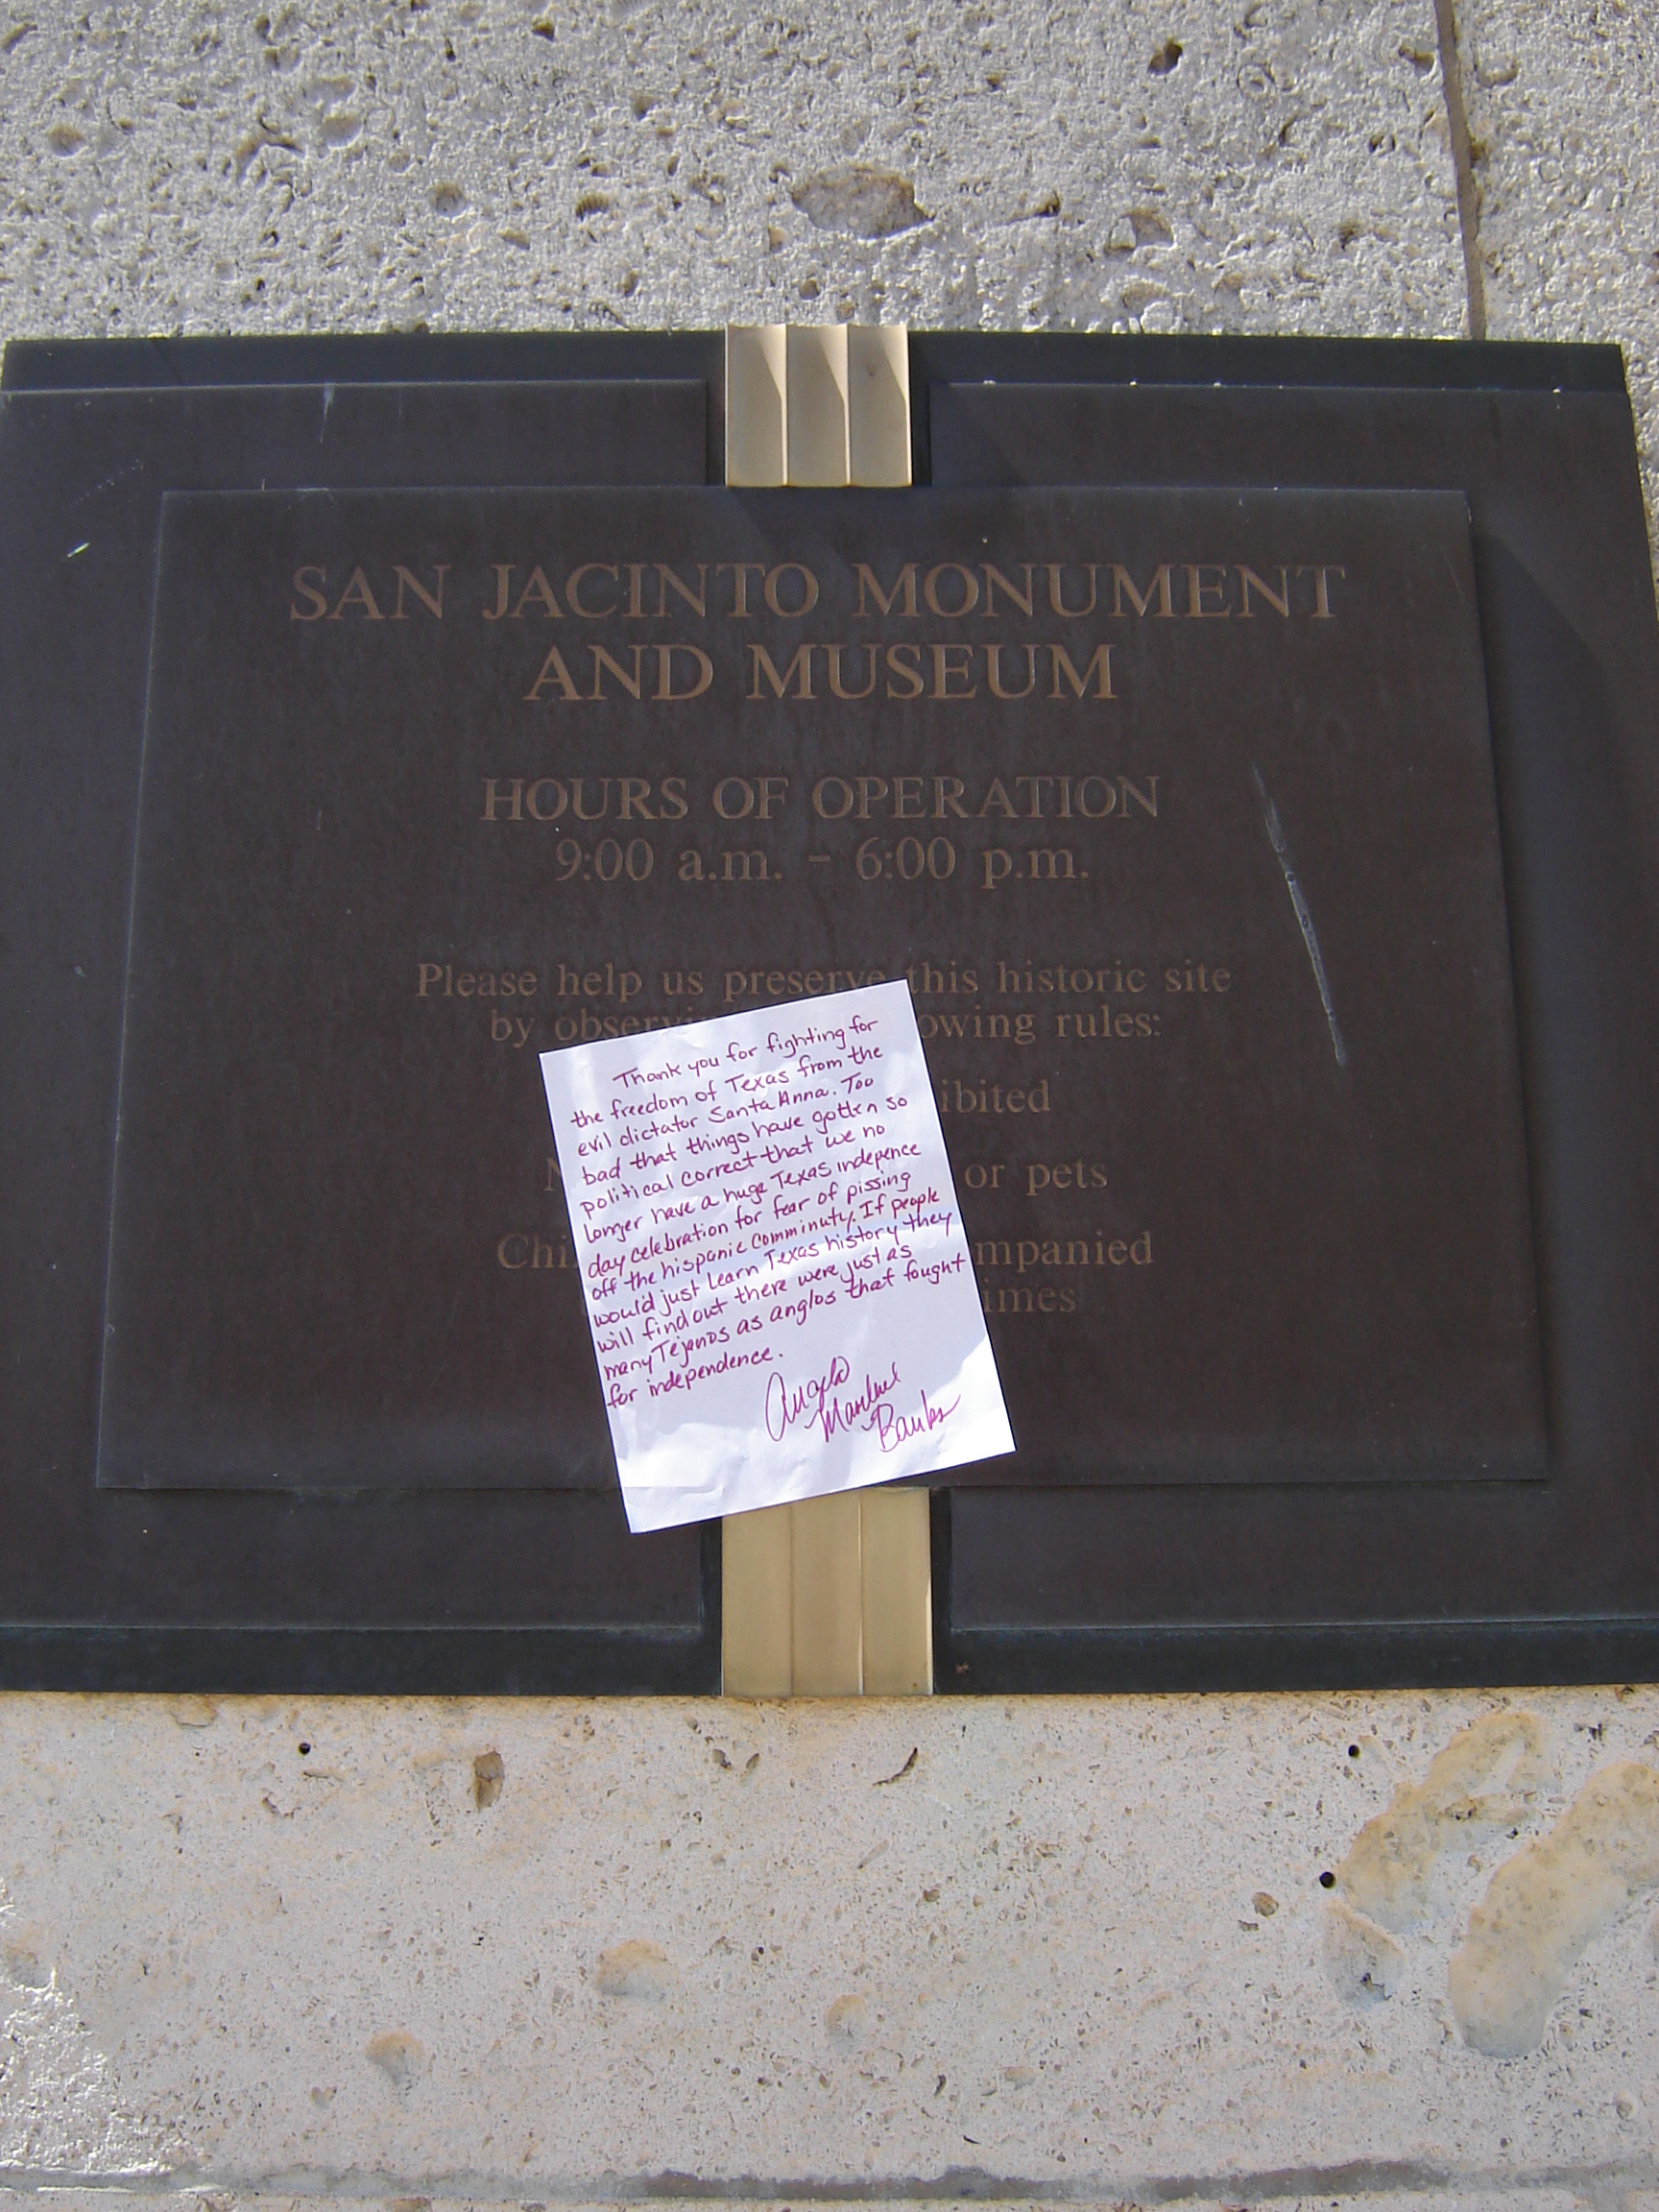 SAN JACINTO MONUMENT
AND MUSEUM
HOURS OF OPERATION
9:00 a.m. - 6:00 p.m.
Please help us preserve this historic site
by observi owing rules:
ibited
N or pets
Chi mpanied
imes
Thank you for fighting for
the freedom of Texas from the
evil dictator Santa Anna. Too
bad that things have gotten so
political correct that we no
longer have a huge Texas indepence
day celebration for fear of pissing
off the hispanic comminuty. If people
would just learn Texas history they
will find out there were just as
many Tejanos as anglos that fought
for independence.
Banks